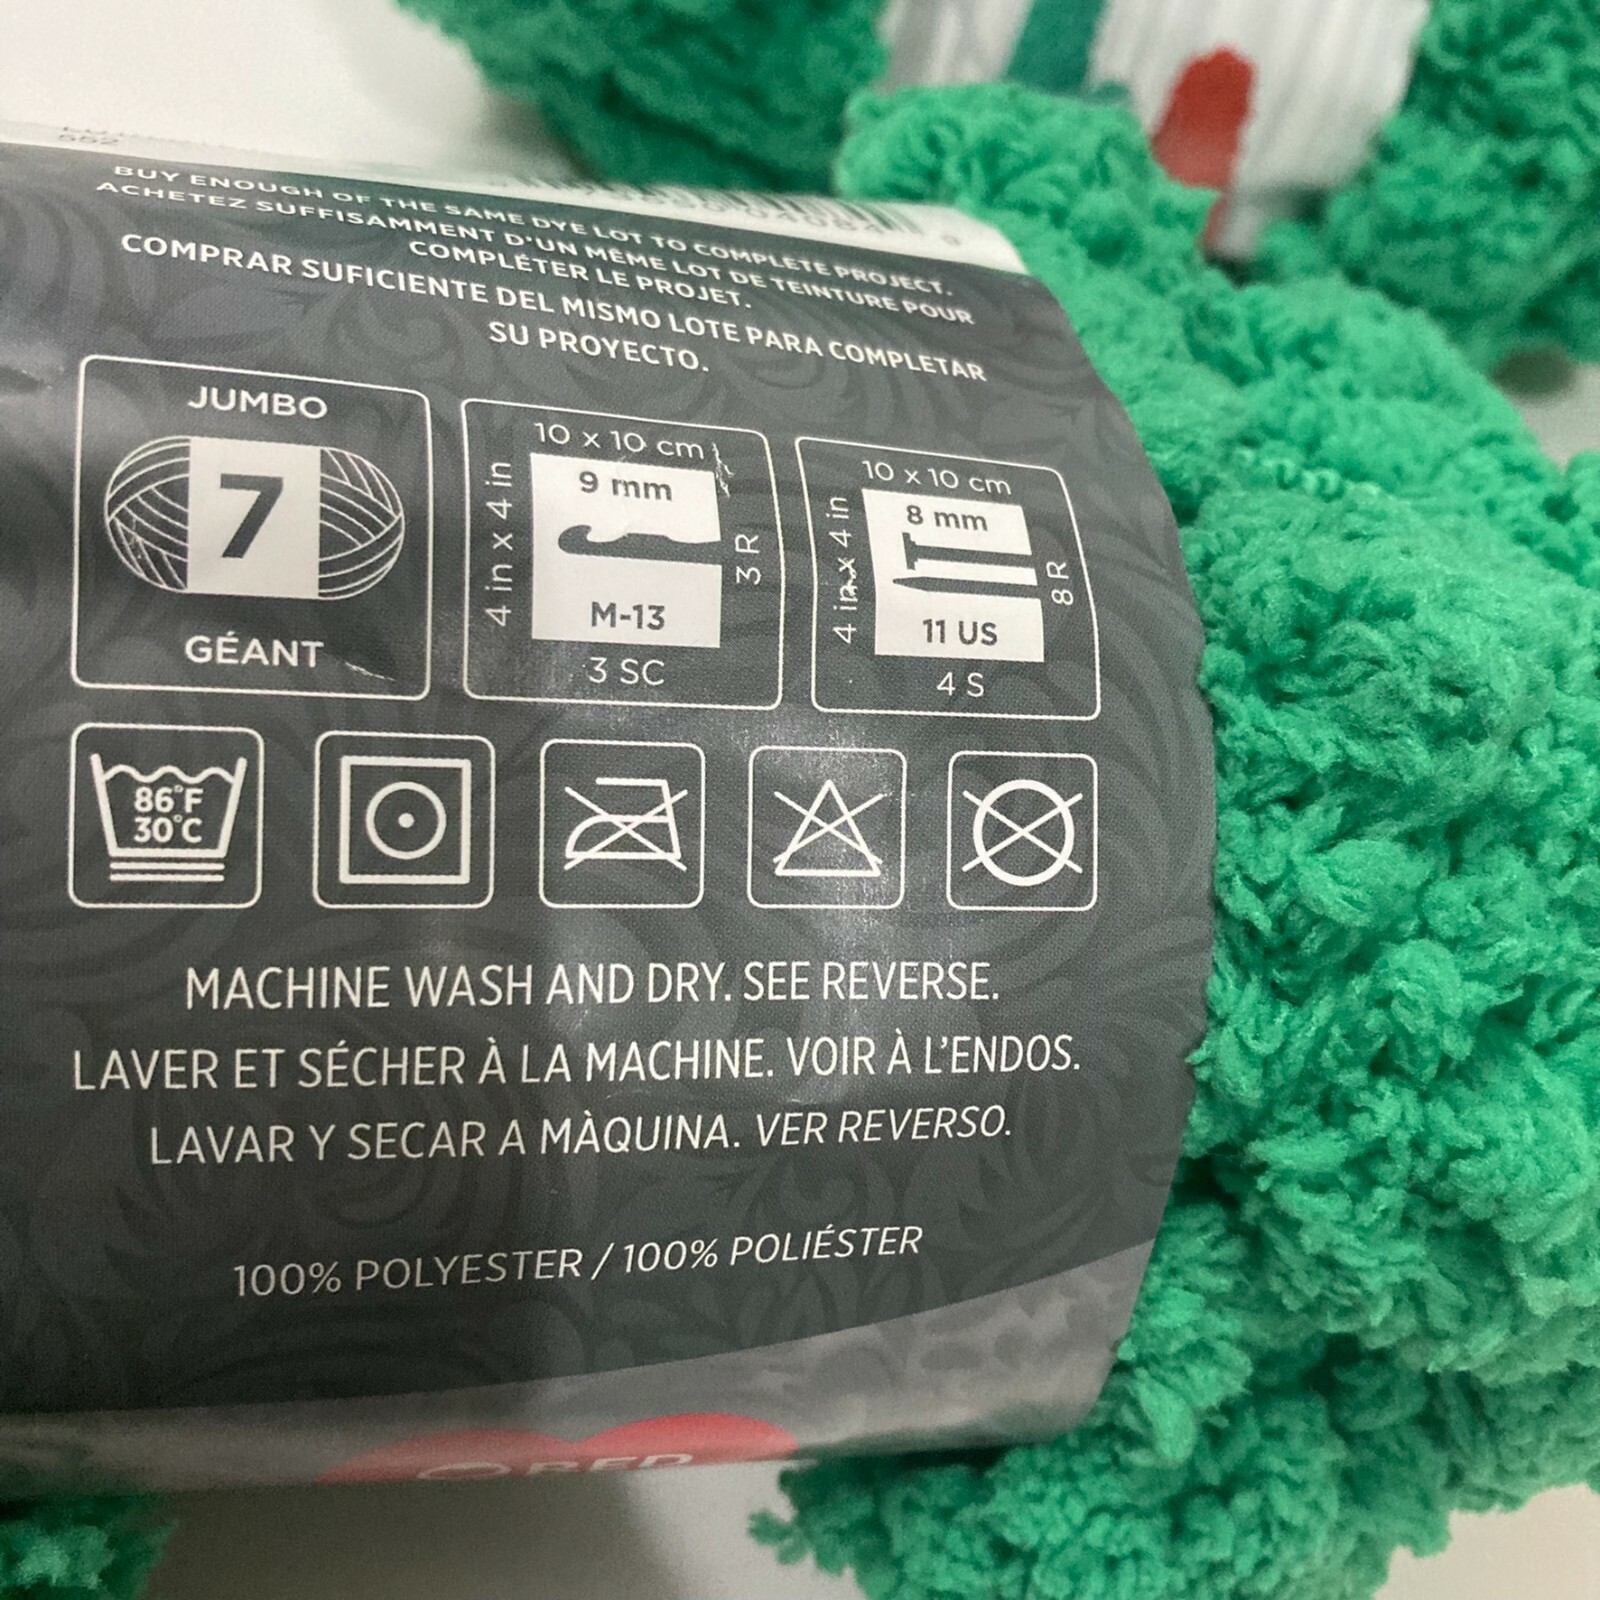 552
BUY ENOUGH OF THE SAME DYE LOT TO COMPLETE PROJECT.
ACHETEZ SUFFISAMMENT D'UN MÊME LOT DE TEINTURE POUR
COMPLÉTER LE PROJET.
COMPRAR SUFICIENTE DEL MISMO LOTE PARA COMPLETAR
SU PROYECTO.
JUMBO
7
GÉANT
10 x 10 cm
4 in x 4 in
9 mm
3 R
M-13
3 SC
10 x 10 cm
4 in x 4 in
8 mm
8 R
11 US
4 S
86°F
30°C
MACHINE WASH AND DRY. SEE REVERSE.
LAVER ET SÉCHER À LA MACHINE. VOIR À L'ENDOS.
LAVAR Y SECAR A MÀQUINA. VER REVERSO.
100% POLYESTER / 100% POLIÉSTER
RED